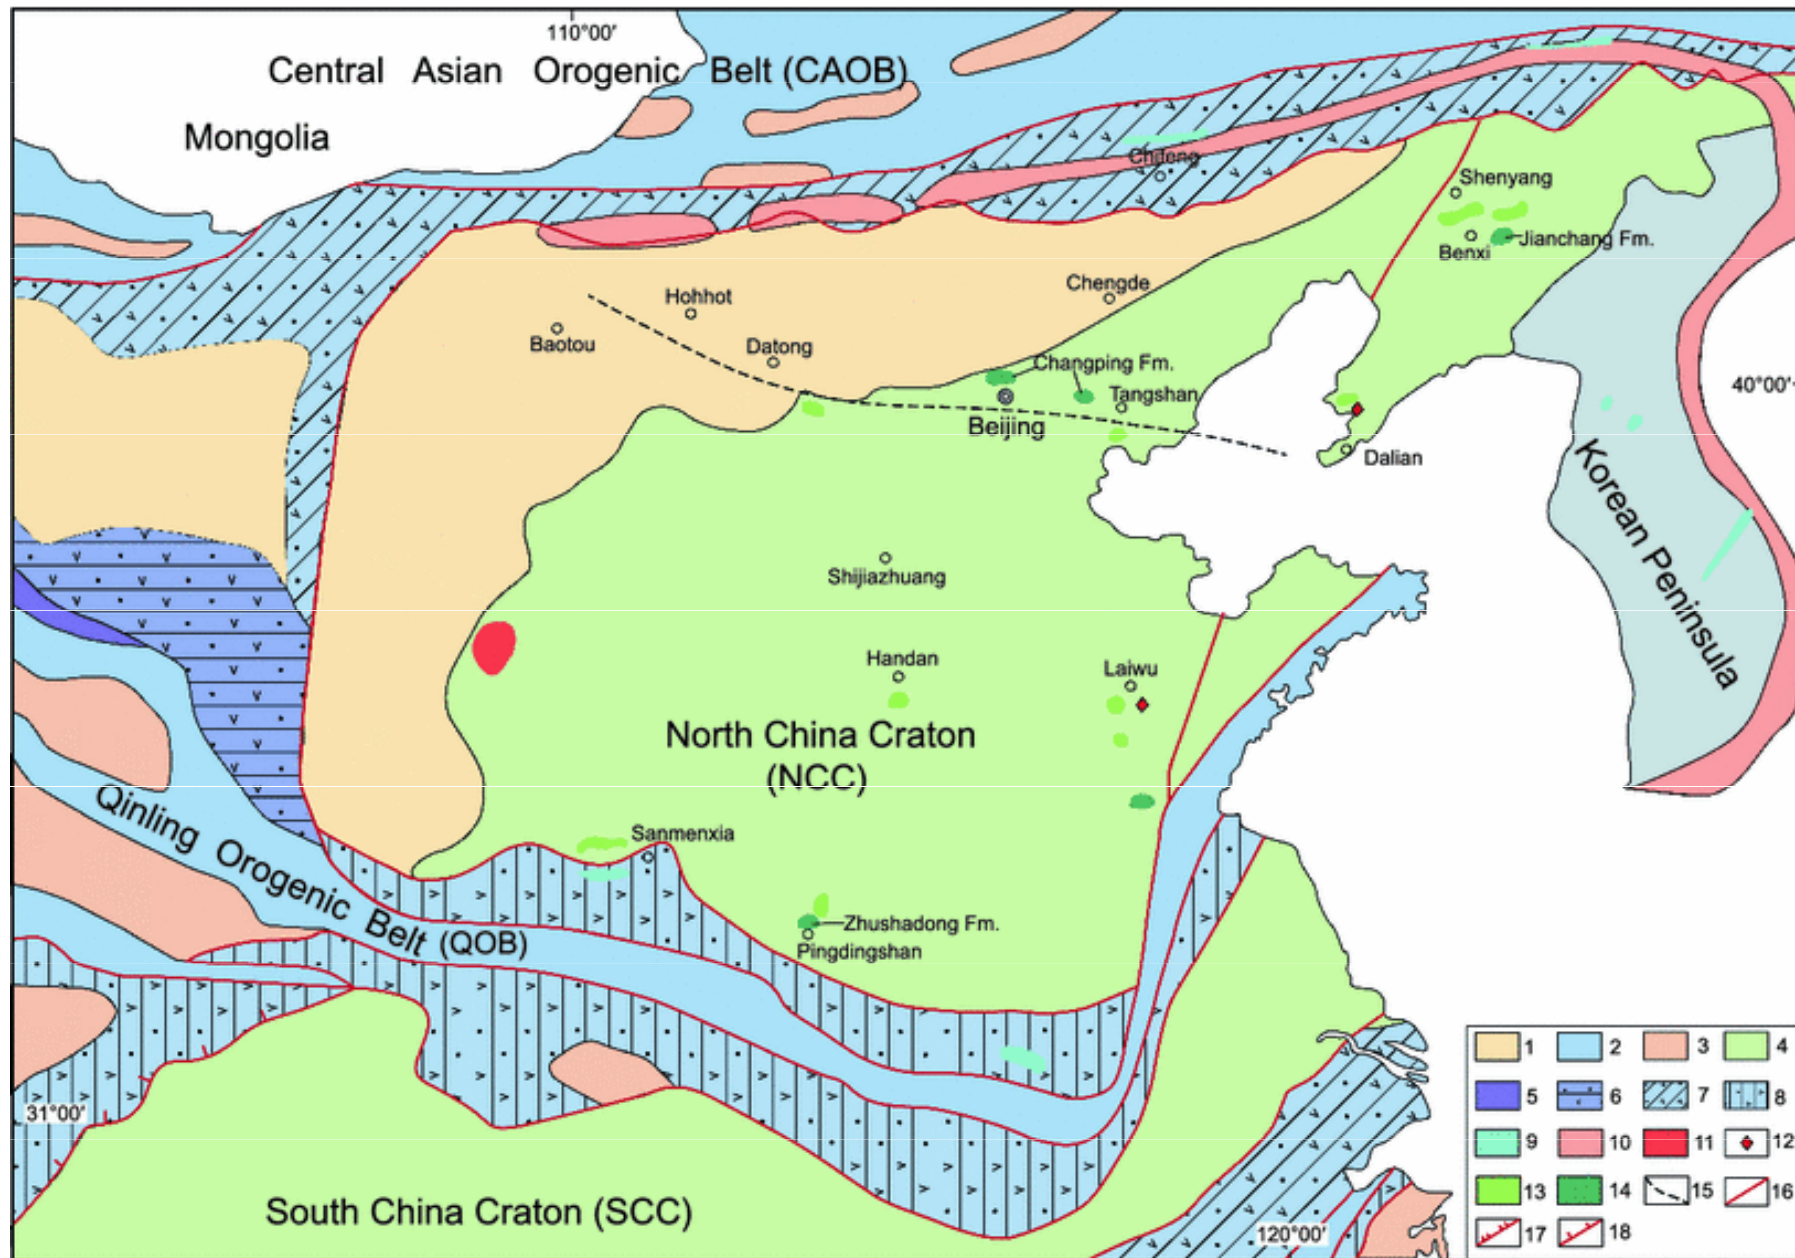 110°00′
Central Asian Orogenic Belt (CAOB)
Mongolia
Chifeng
Shenyang
Benxi
Jianchang Fm.
Hohhot
Chengde
Baotou
Datong
Changping Fm.
Tangshan
40°00′
Beijing
Dalian
Korean Peninsula
Shijiazhuang
Handan
Laiwu
North China Craton
(NCC)
Qinling Orogenic Belt (QOB)
Sanmenxia
Zhushadong Fm.
Pingdingshan
31°00′
South China Craton (SCC)
120°00′
1 2 3 4
5 6 7 8
9 10 11 12
13 14 15 16
17 18